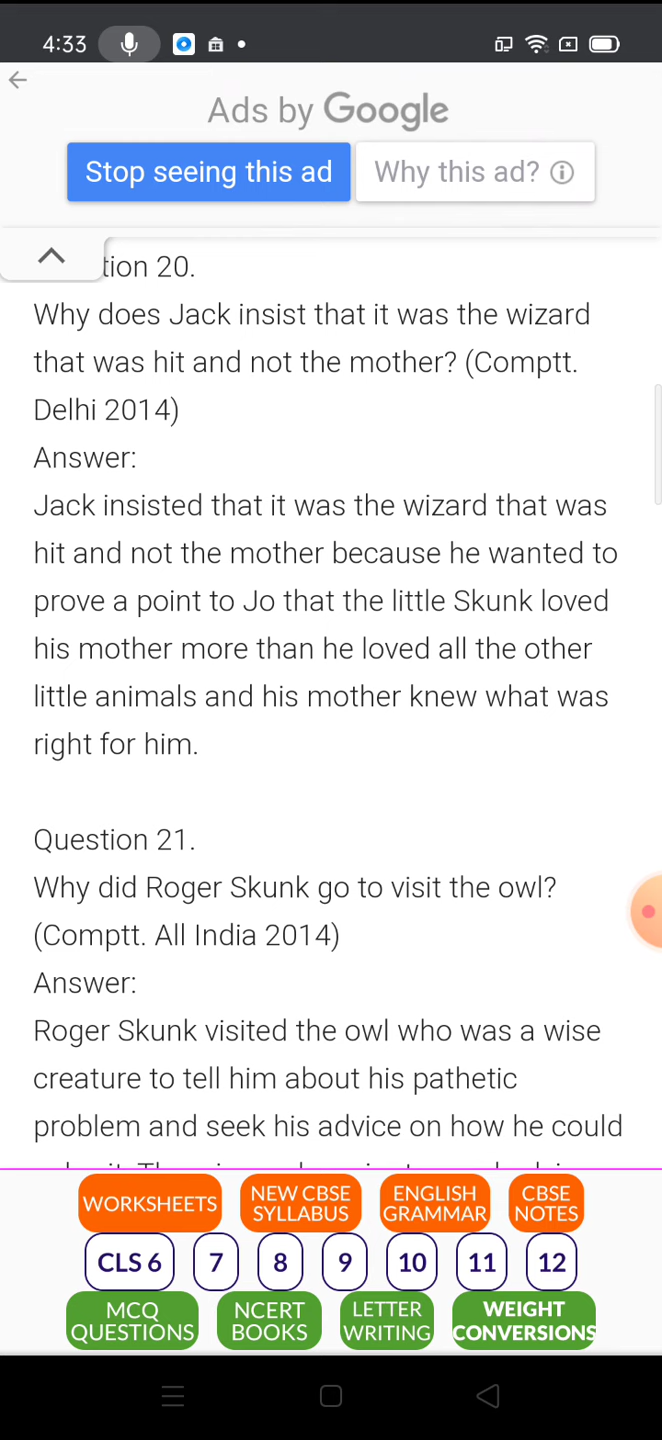 4:33
Ads by Google
Stop seeing this ad
Why this ad?
tion 20.
Why does Jack insist that it was the wizard
that was hit and not the mother? (Comptt.
Delhi 2014)
Answer:
Jack insisted that it was the wizard that was
hit and not the mother because he wanted to
prove a point to Jo that the little Skunk loved
his mother more than he loved all the other
little animals and his mother knew what was
right for him.
Question 21.
Why did Roger Skunk go to visit the owl?
(Comptt. All India 2014)
Answer:
Roger Skunk visited the owl who was a wise
creature to tell him about his pathetic
problem and seek his advice on how he could
WORKSHEETS
NEW CBSE
SYLLABUS
ENGLISH
GRAMMAR
CBSE
NOTES
CLS 6
7
8
9
10
11
12
MCQ
QUESTIONS
NCERT
BOOKS
LETTER
WRITING
WEIGHT
CONVERSIONS